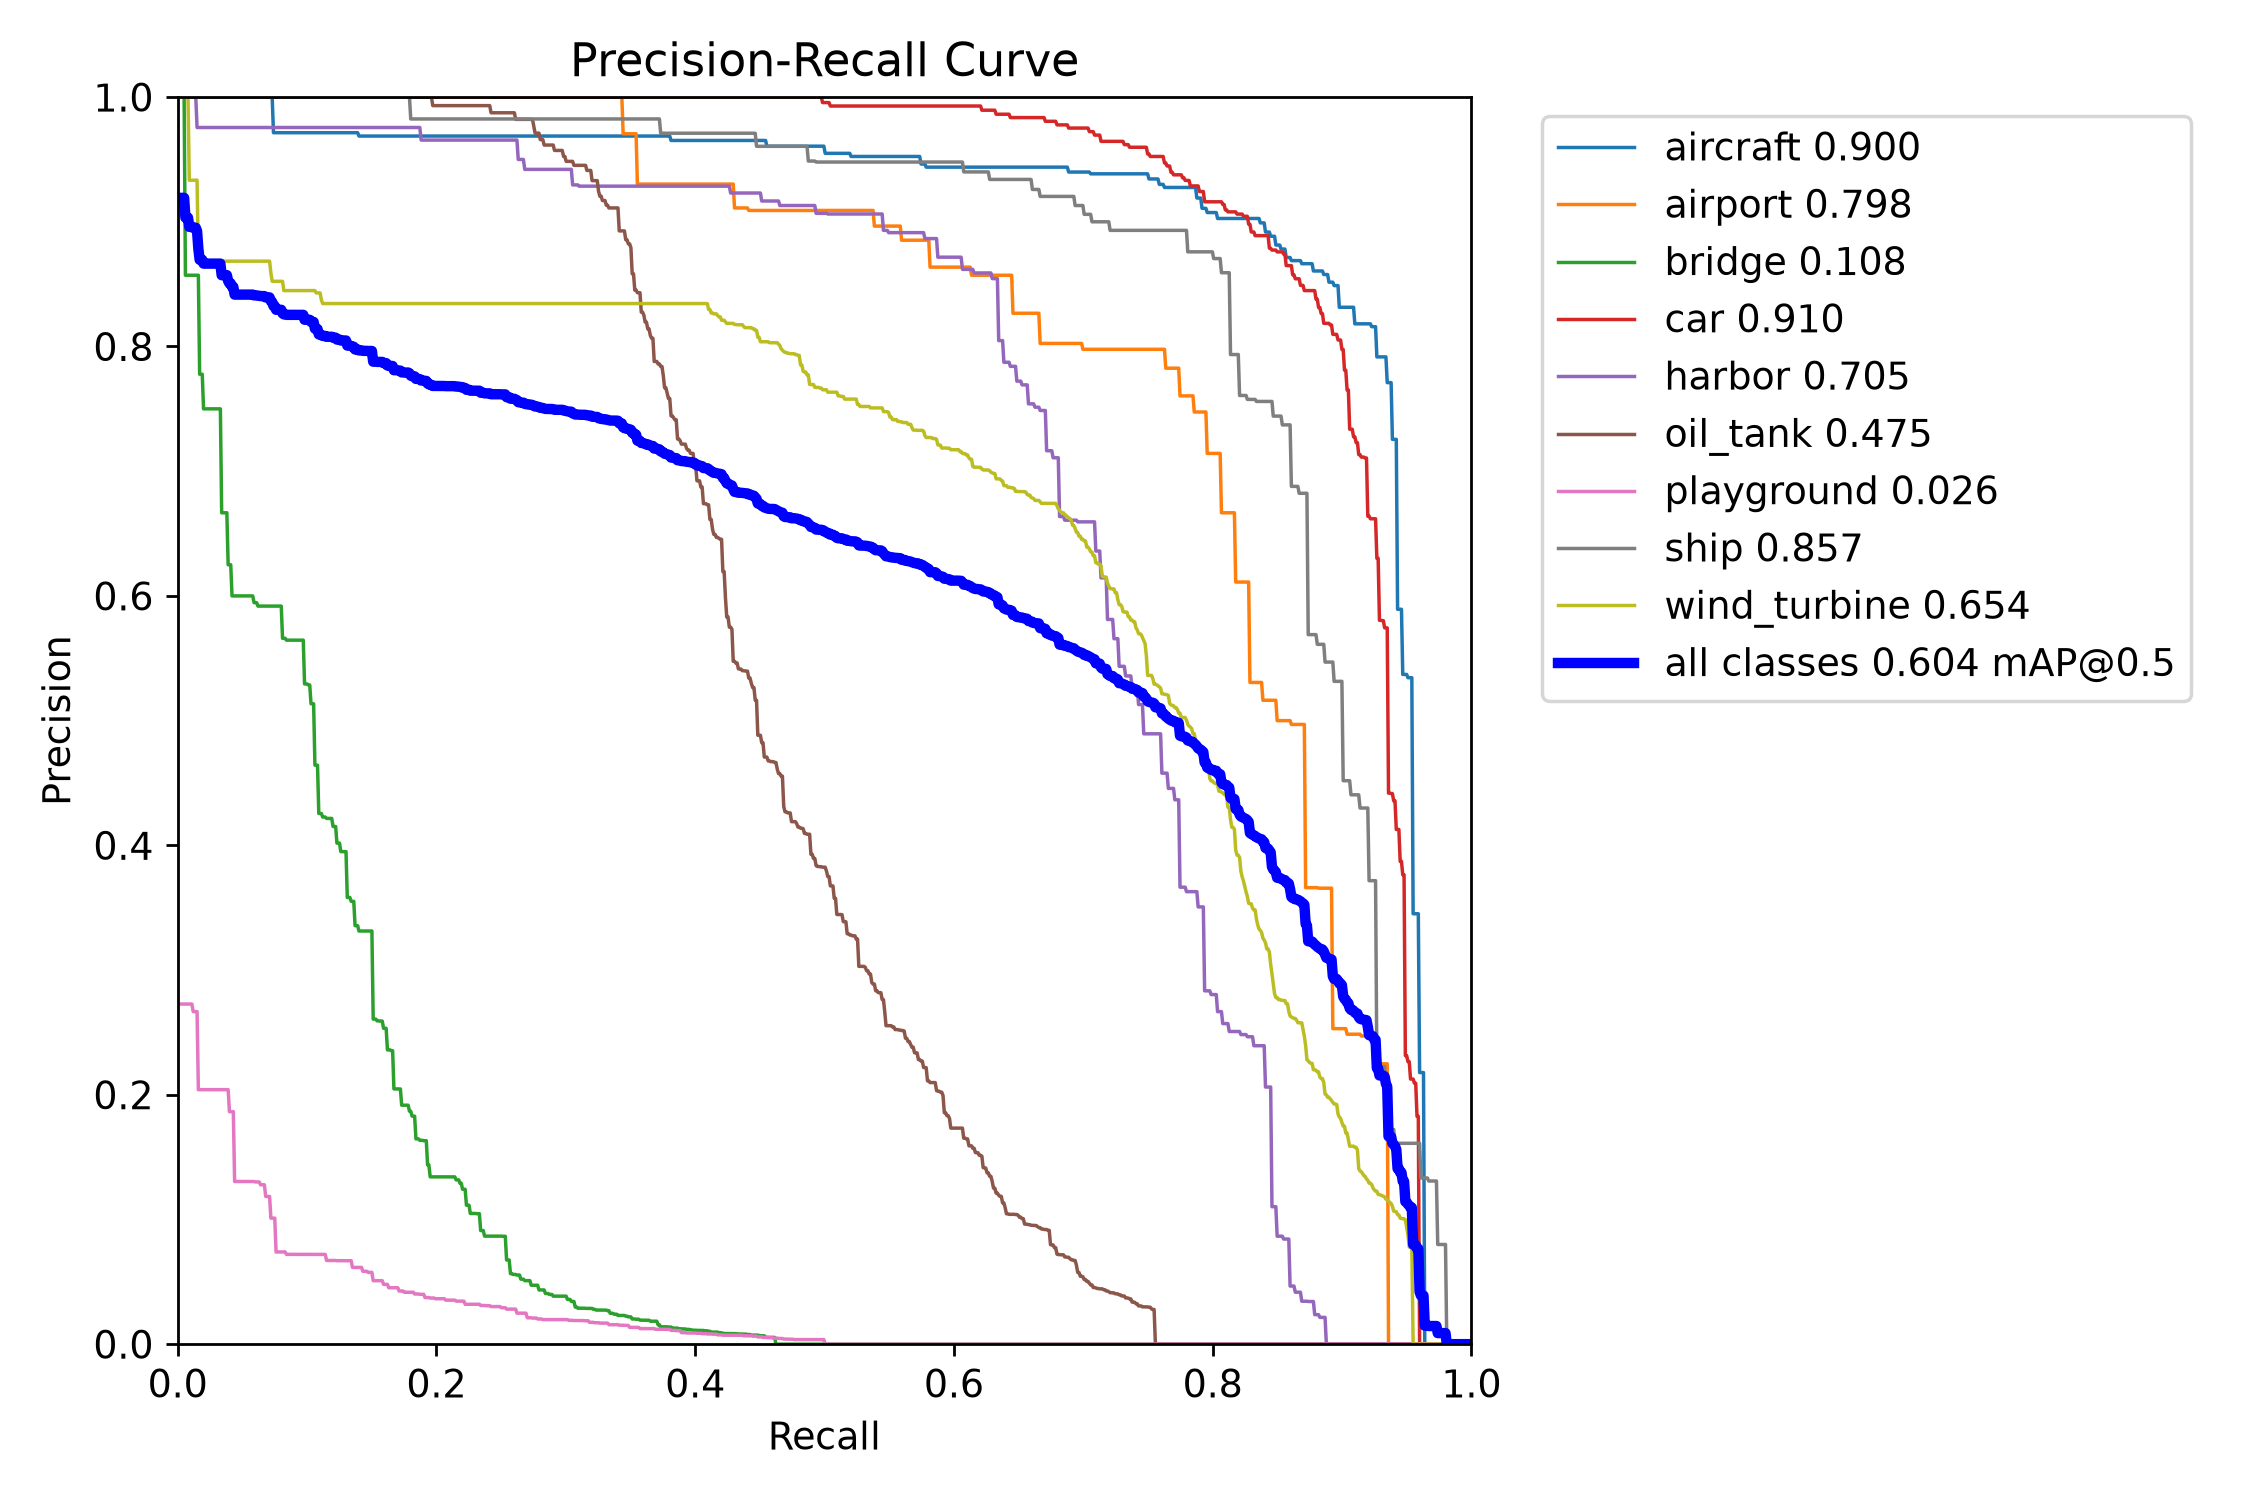 Precision-Recall Curve
1.0
0.8
0.6
0.4
0.2
0.0
Precision
0.0 0.2 0.4 0.6 0.8 1.0
Recall
aircraft 0.900
airport 0.798
bridge 0.108
car 0.910
harbor 0.705
oil_tank 0.475
playground 0.026
ship 0.857
wind_turbine 0.654
all classes 0.604 mAP@0.5